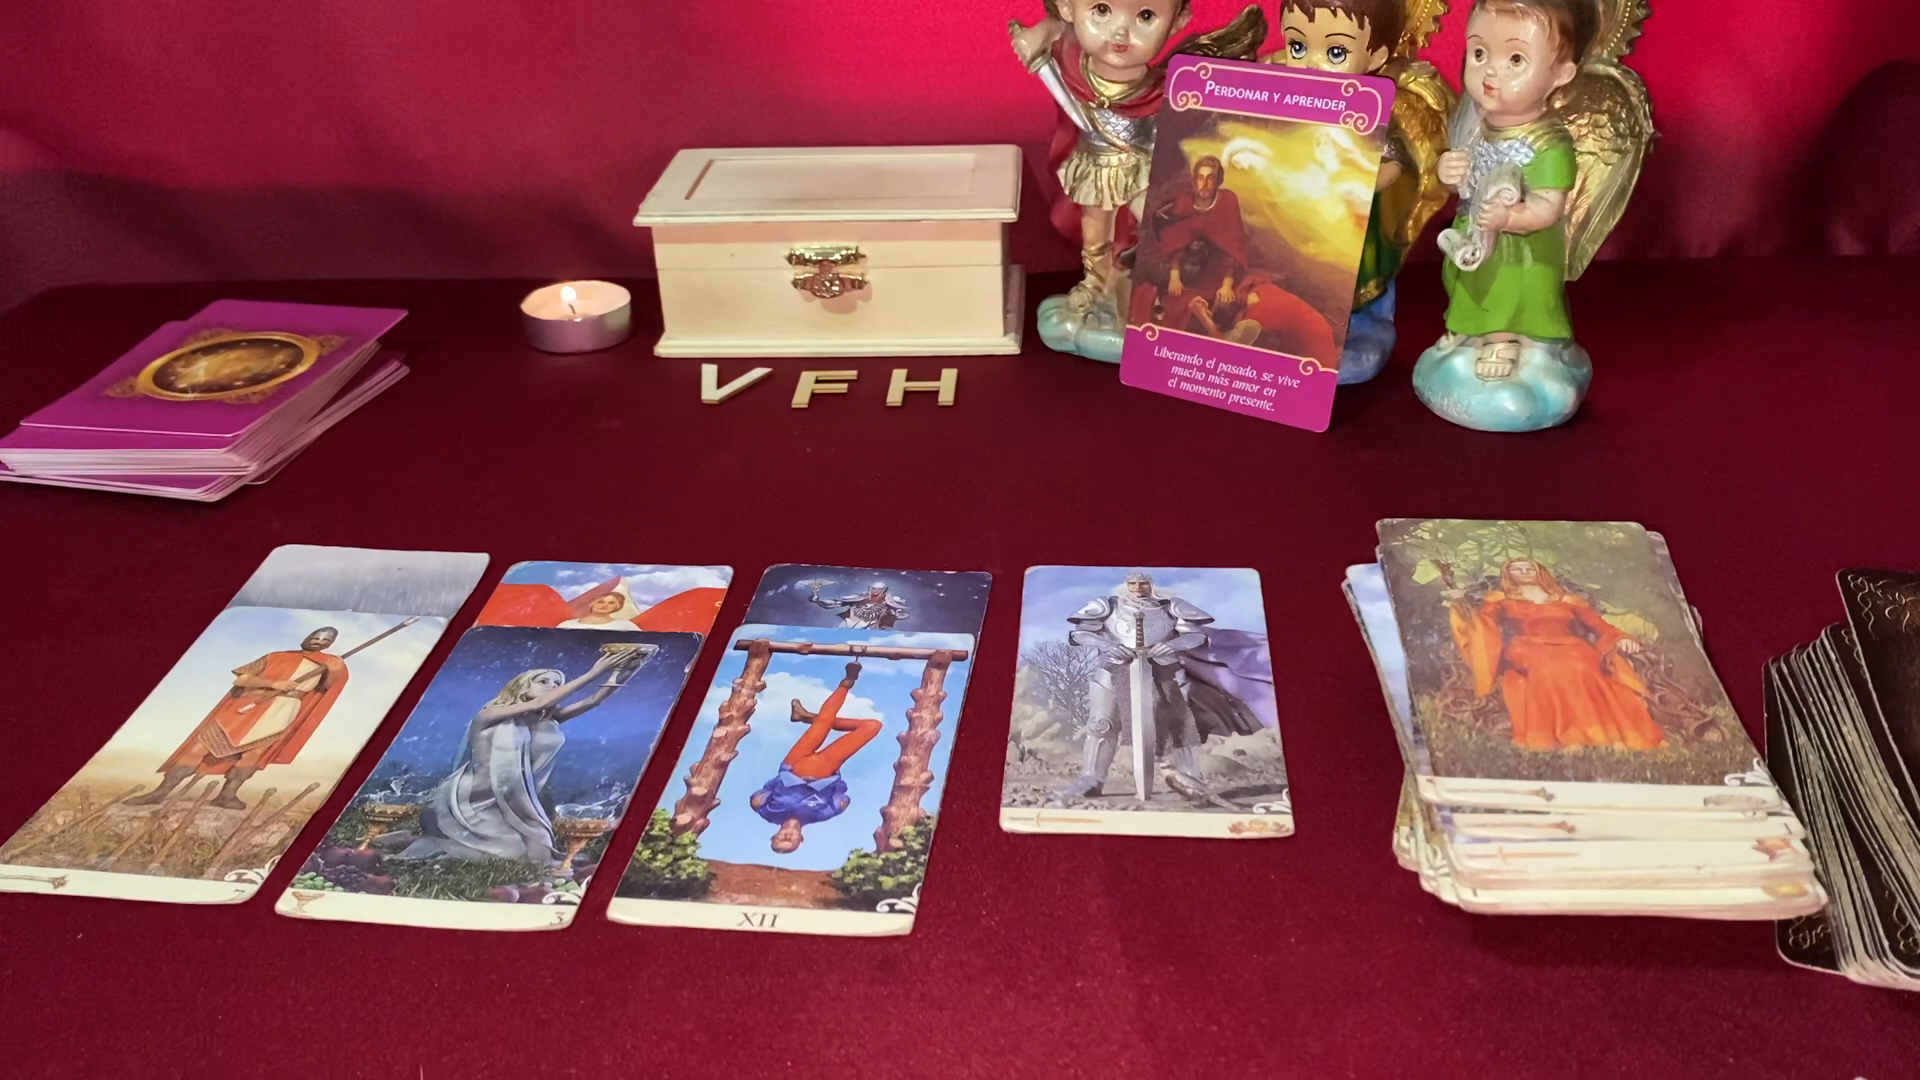 PERDONAR Y APRENDER
Liberando el pasado, se vive
mucho más amor en
el momento presente.
VFH
3
XII